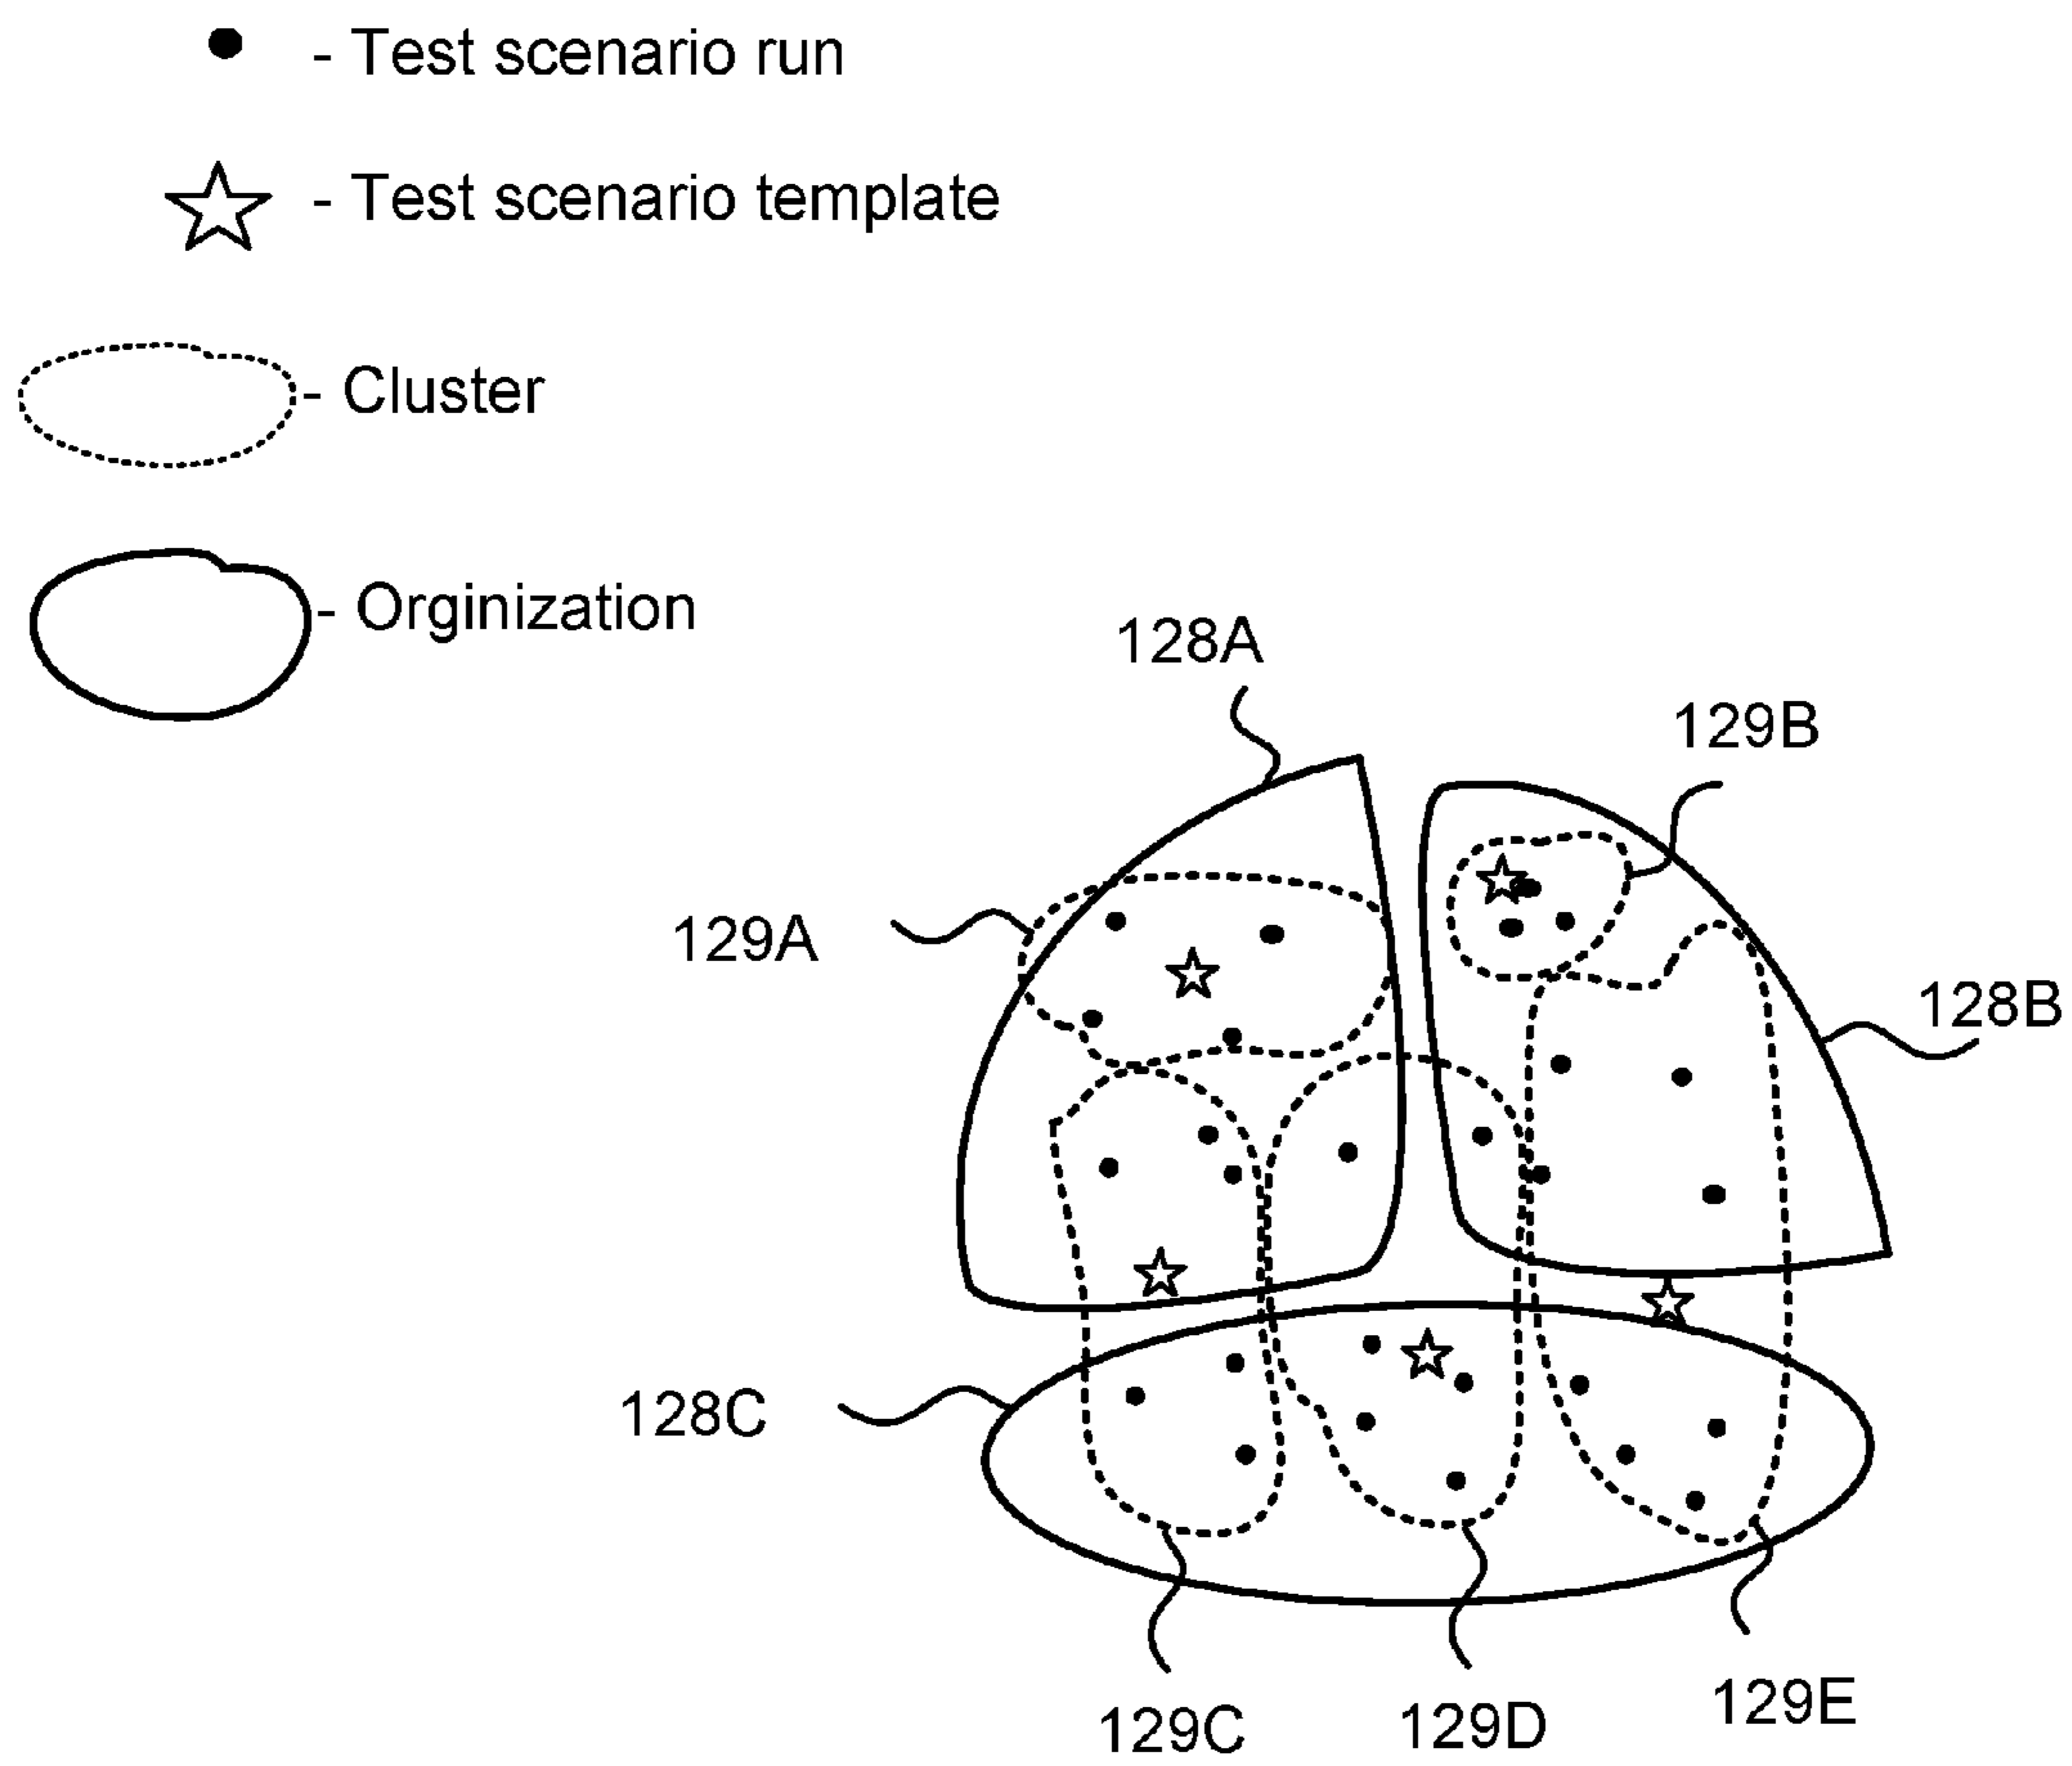 - Test scenario run
- Test scenario template
- Cluster
- Orginization
128A
129B
129A
128B
128C
129C
129D
129E